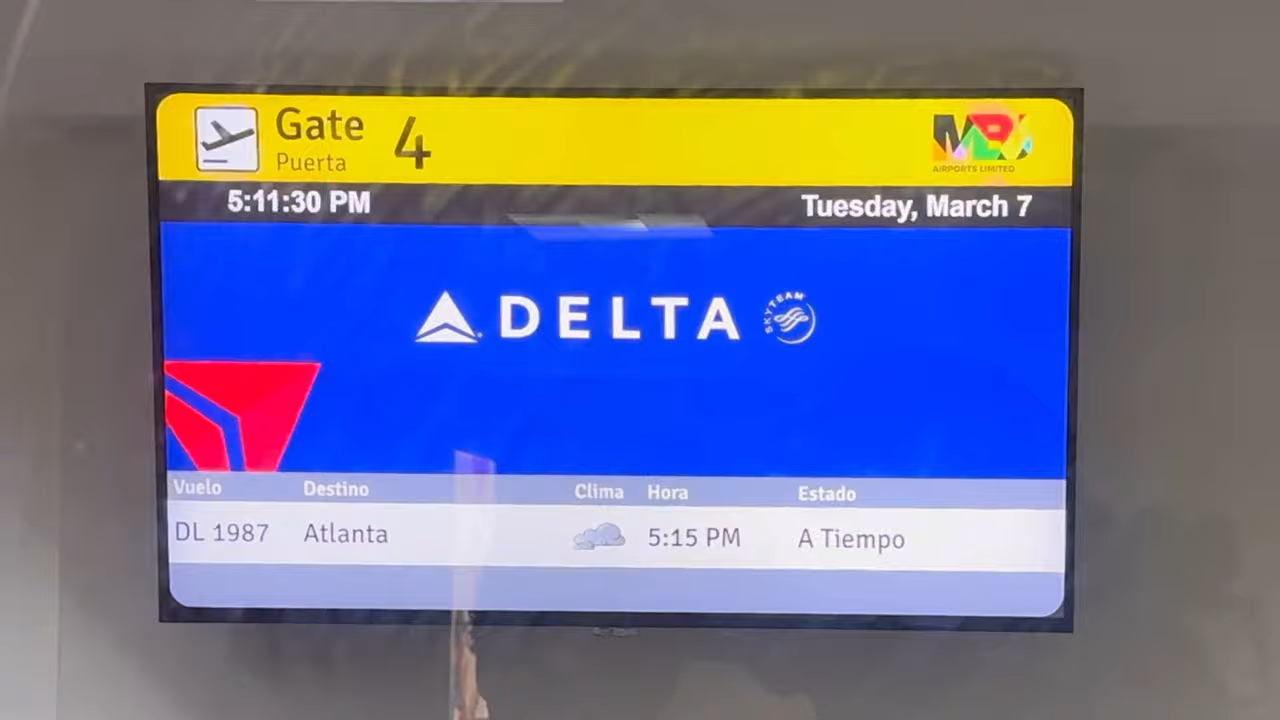 Gate 4
Puerta
MBJ
AIRPORTS LIMITED
5:11:30 PM Tuesday, March 7
DELTA SKYTEAM
Vuelo Destino Clima Hora Estado
DL 1987 Atlanta 5:15 PM A Tiempo